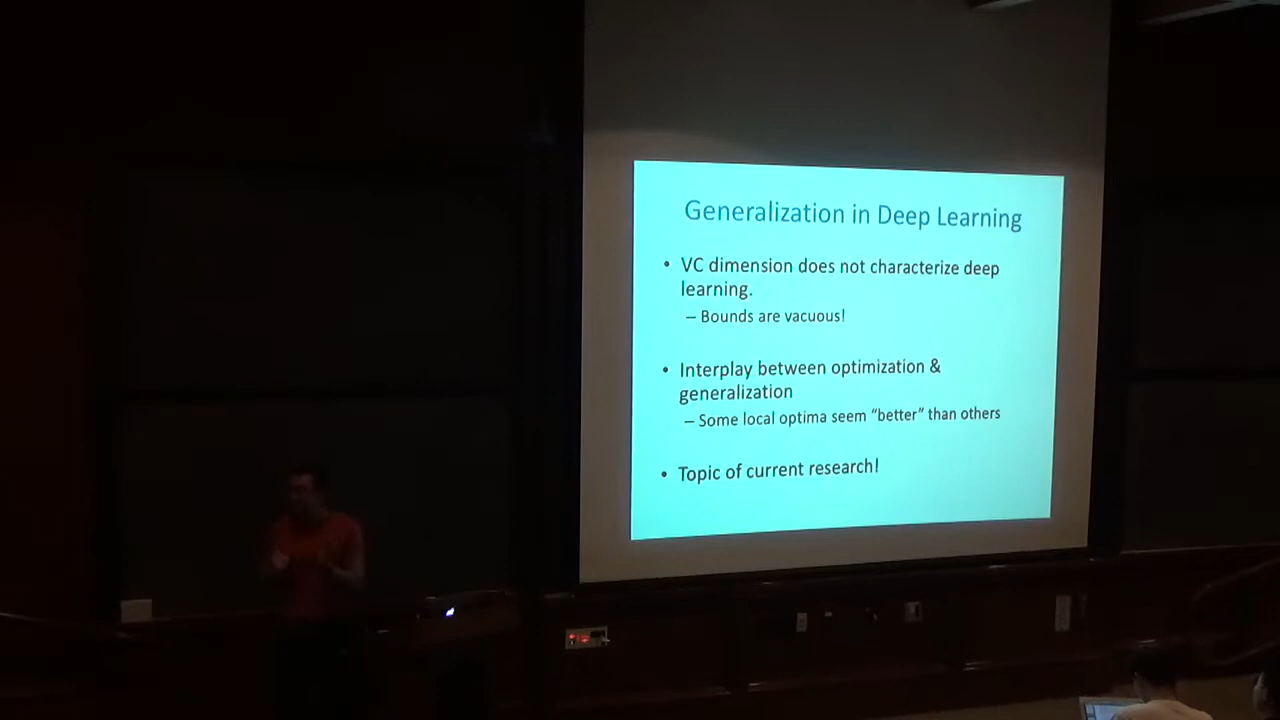 Generalization in Deep Learning
• VC dimension does not characterize deep
learning.
– Bounds are vacuous!
• Interplay between optimization &
generalization
– Some local optima seem “better” than others
• Topic of current research!